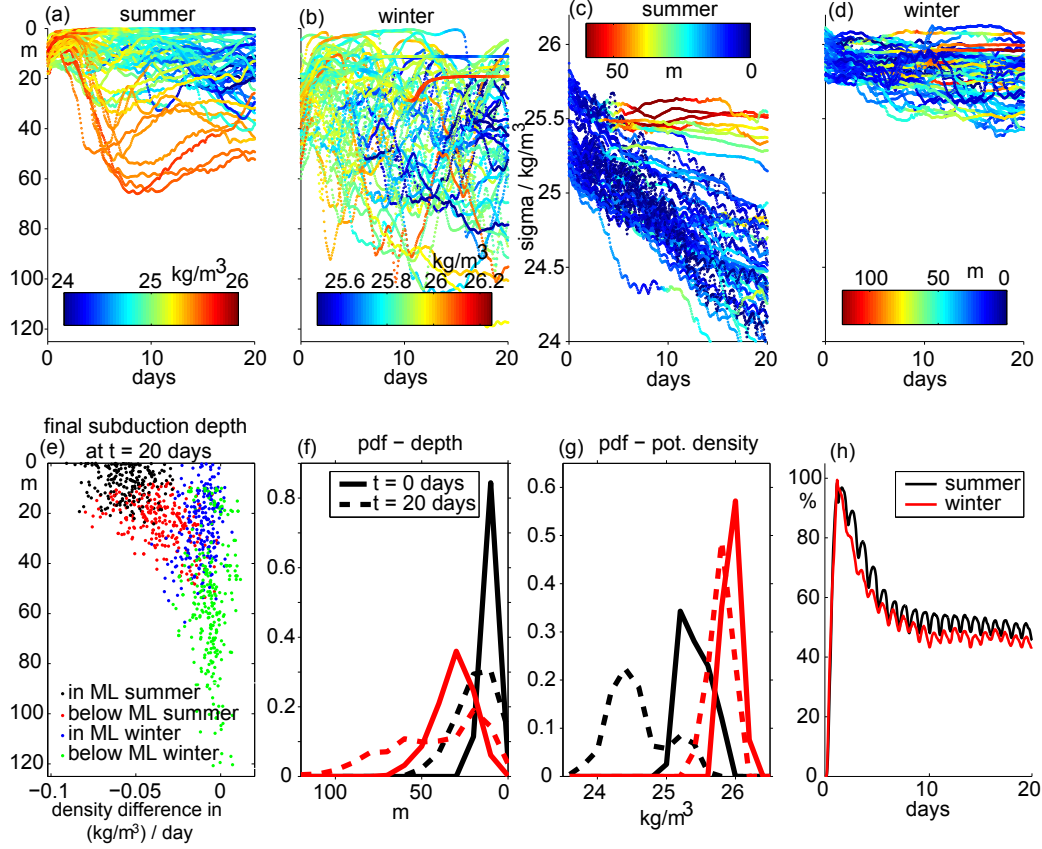 (a) summer
(b) winter
(c) summer
(d) winter
0
m
20
40
60
80
100
120
kg/m³
24 25 26
0 10 20
days
kg/m³
25.6 25.8 26 26.2
0 10 20
days
sigma / kg/m³
26
25.5
25
24.5
24
50 m 0
0 5 10 15 20
days
100 50 m 0
0 10 20
days
final subduction depth
(e) at t = 20 days
0
m
20
40
60
80
100
120
in ML summer
below ML summer
in ML winter
below ML winter
−0.1 −0.05 0
density difference in
(kg/m³) / day
(f) pdf − depth
0.8
0.6
0.4
0.2
0
t = 0 days
t = 20 days
100 50 0
m
(g) pdf − pot. density
0.6
0.5
0.4
0.3
0.2
0.1
0
24 25 26
kg/m³
(h)
100
%
80
60
40
20
0
summer
winter
0 5 10 15 20
days